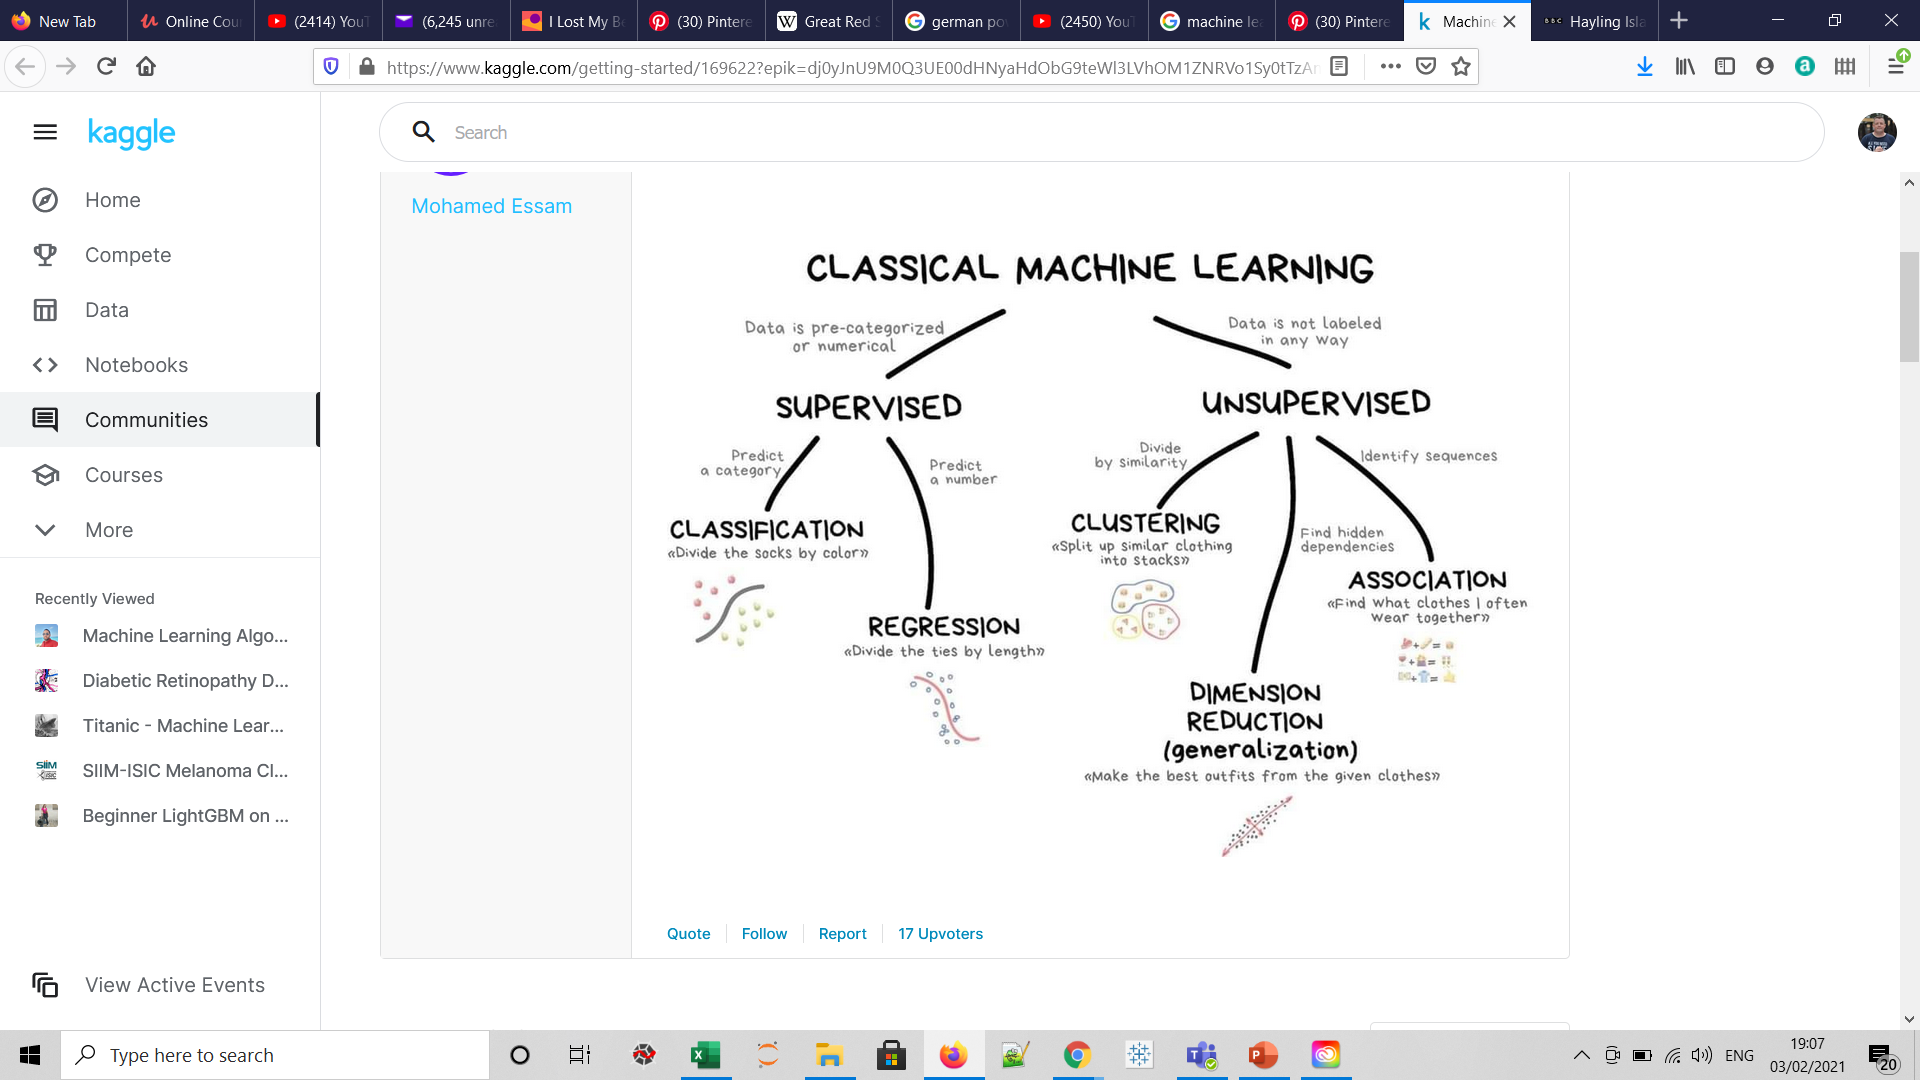 New Tab
Online Cou
(2414) YouT
(6,245 unre
I Lost My Be
(30) Pintere
Great Red S
german po
(2450) YouT
machine le
(30) Pintere
Machine
BBC
Hayling Isla
https://www.kaggle.com/getting-started/169622?epik=
kaggle
Search
Home
Compete
Data
Notebooks
Communities
Courses
More
Recently Viewed
Machine Learning Algo...
Diabetic Retinopathy D...
Titanic - Machine Lear...
SIIM-ISIC Melanoma Cl...
Beginner LightGBM on ...
View Active Events
Mohamed Essam
CLASSICAL MACHINE LEARNING
Data is pre-categorized
or numerical
Data is not labeled
in any way
SUPERVISED
UNSUPERVISED
Predict
a category
Predict
a number
Divide
by similarity
Identify sequences
CLASSIFICATION
«Divide the socks by color»
CLUSTERING
«Split up similar clothing
into stacks»
Find hidden
dependencies
ASSOCIATION
«Find what clothes I often
wear together»
REGRESSION
«Divide the ties by length»
DIMENSION
REDUCTION
(generalization)
«Make the best outfits from the given clothes»
Quote
Follow
Report
17 Upvoters
Type here to search
ENG
19:07
03/02/2021
20